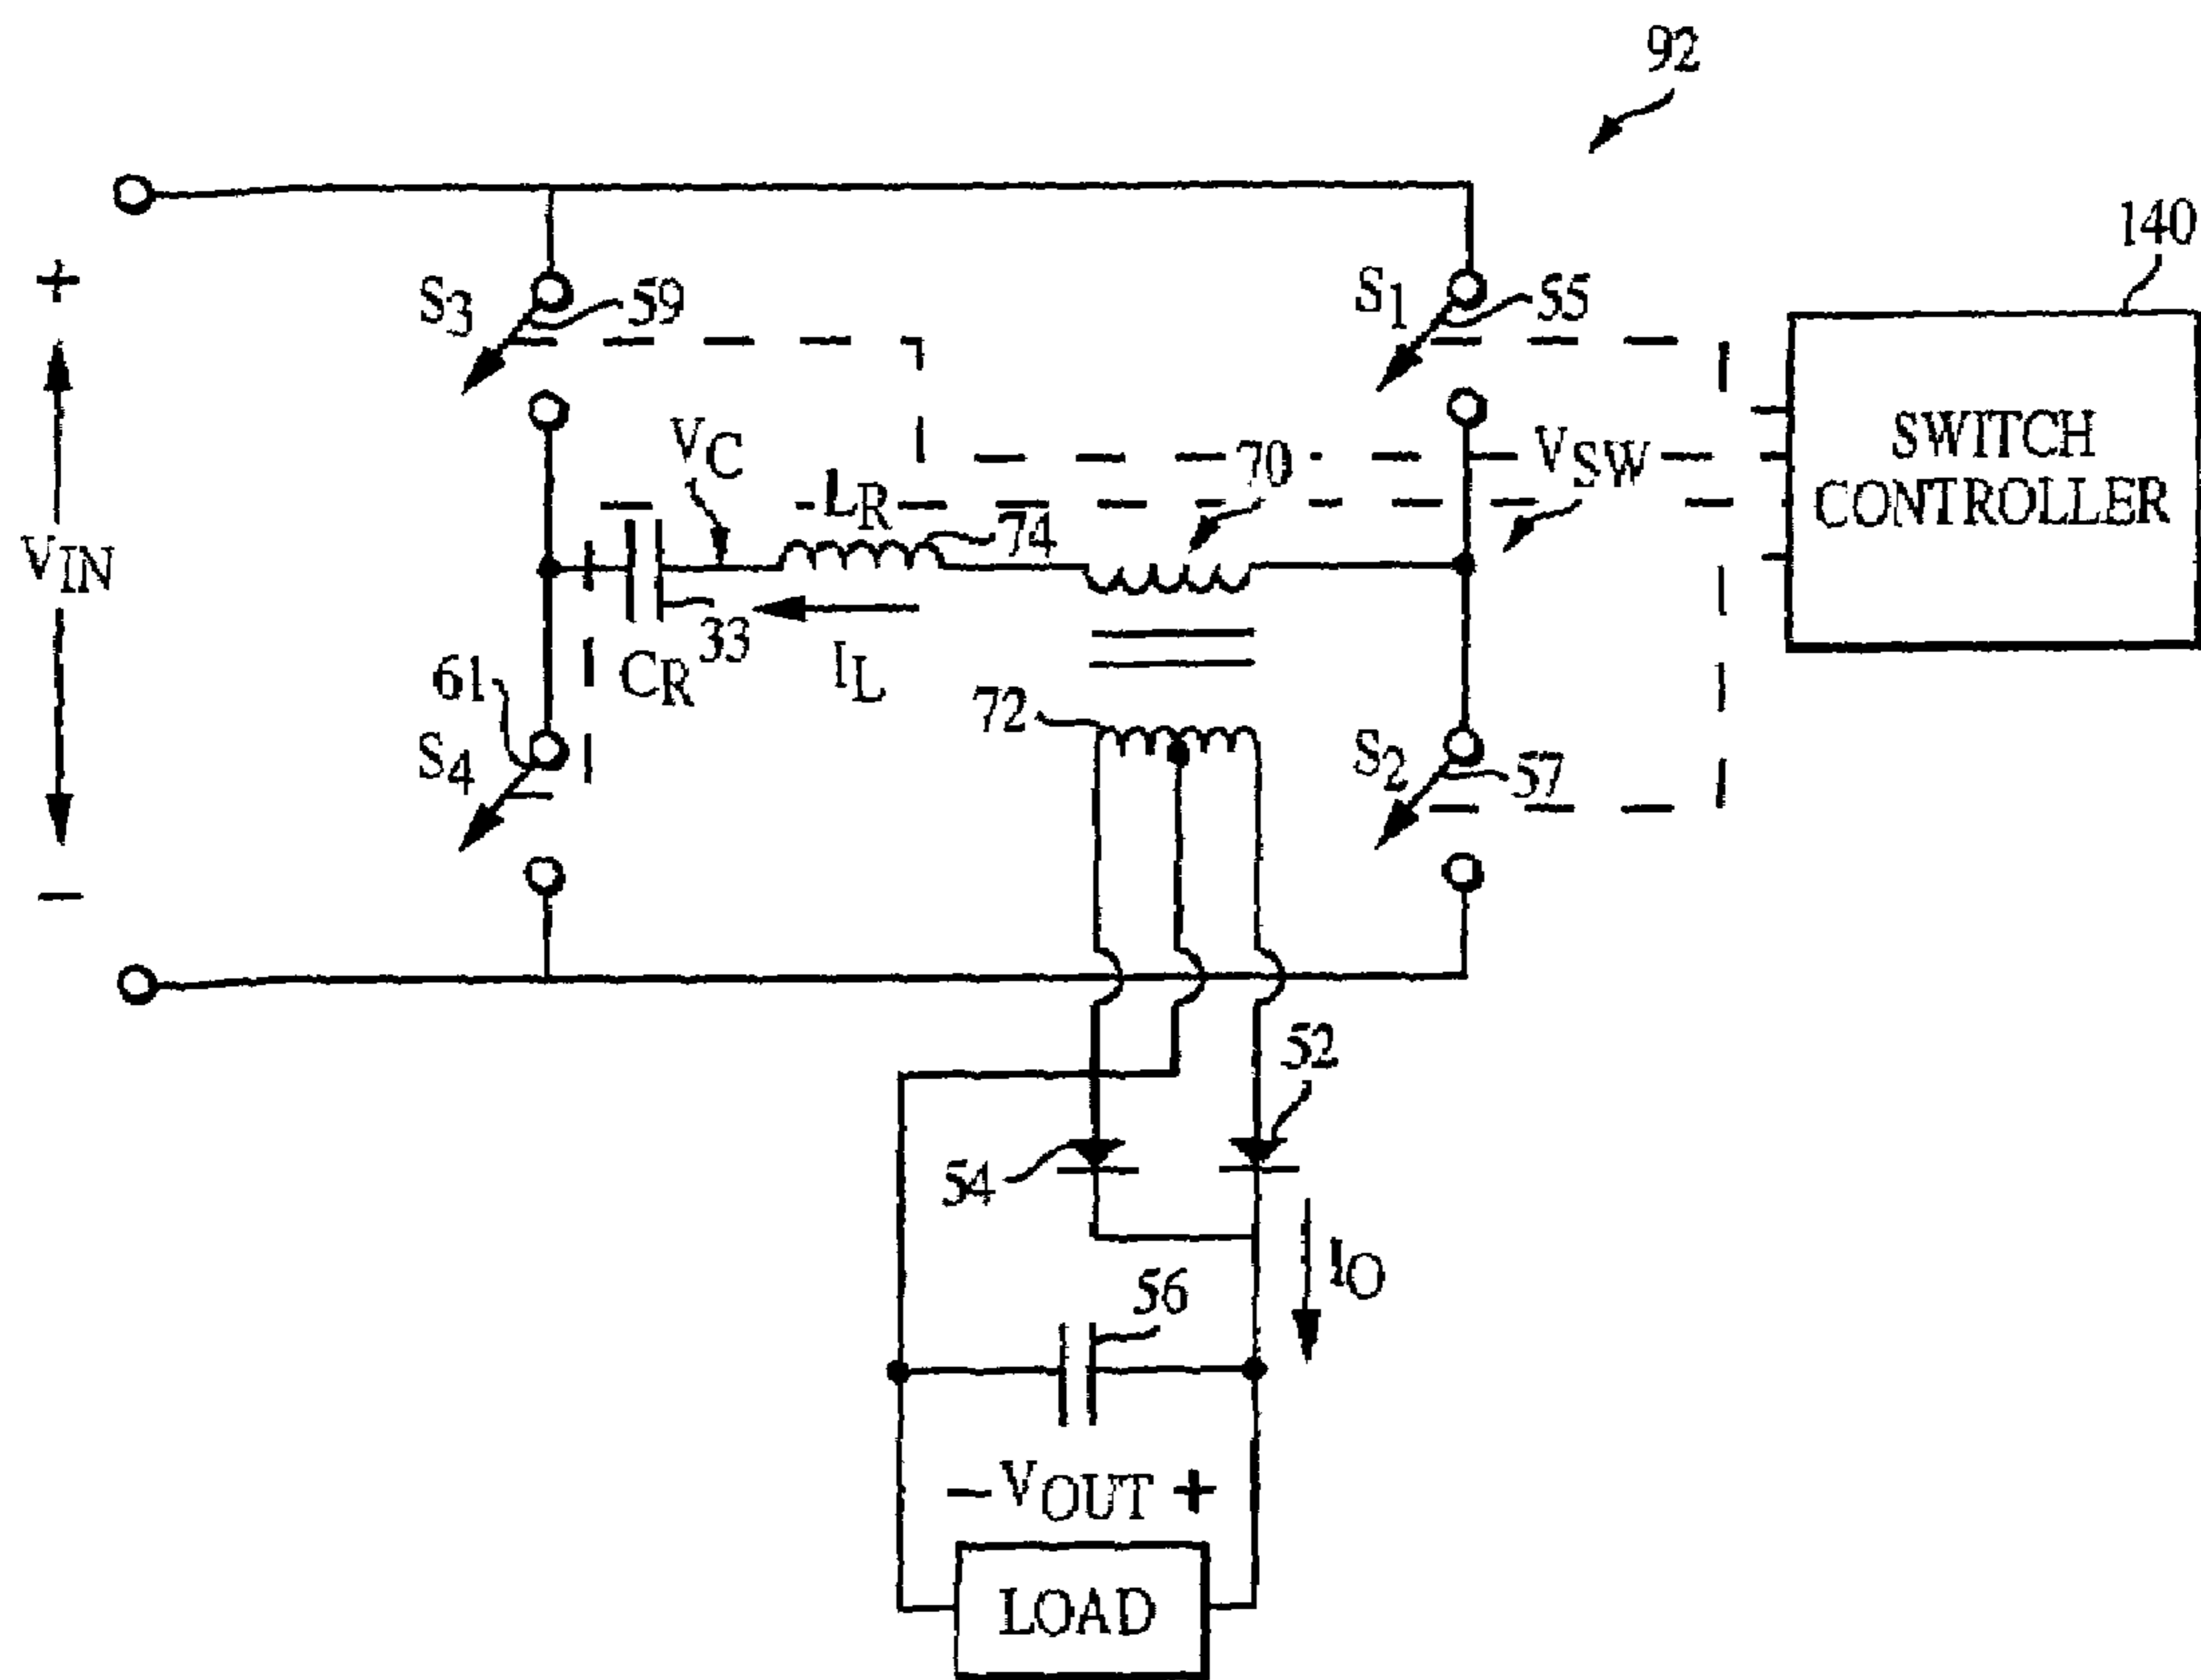 92
140
+
S3
59
S1
55
SWITCH
CONTROLLER
VC
LR
70
VSW
74
VIN
33
CR
IL
61
72
S4
S2
57
−
52
54
IO
56
− VOUT +
LOAD